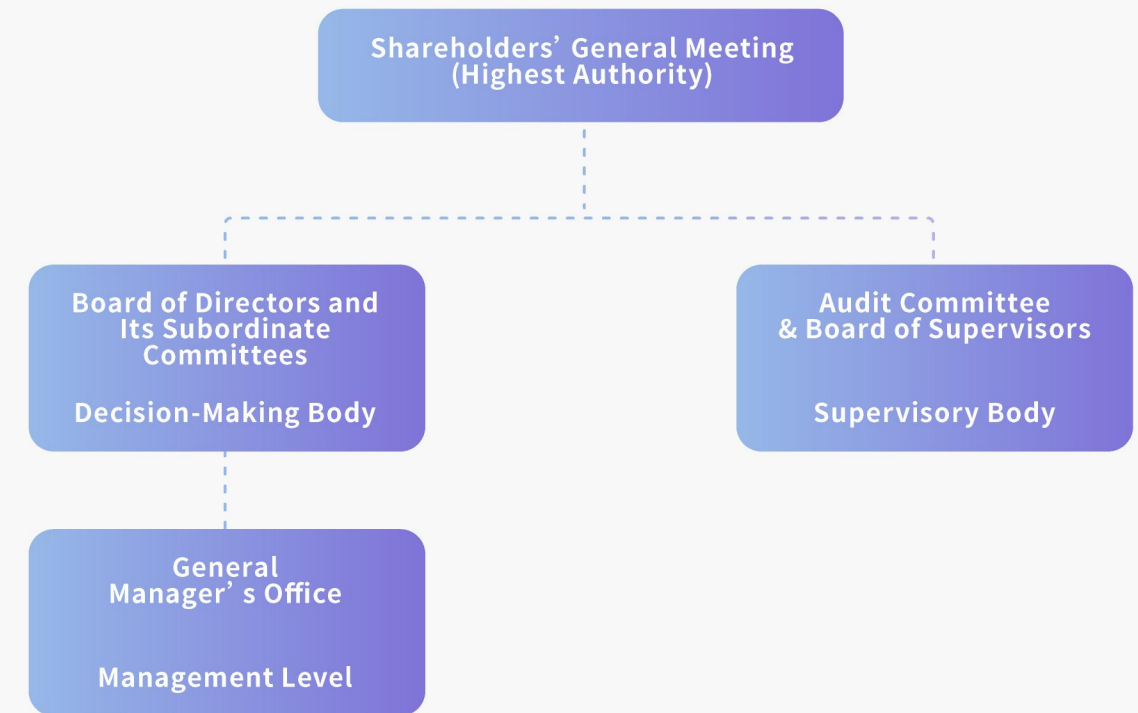 Shareholders’ General Meeting
(Highest Authority)
Board of Directors and
Its Subordinate
Committees
Decision-Making Body
Audit Committee
& Board of Supervisors
Supervisory Body
General
Manager’ s Office
Management Level